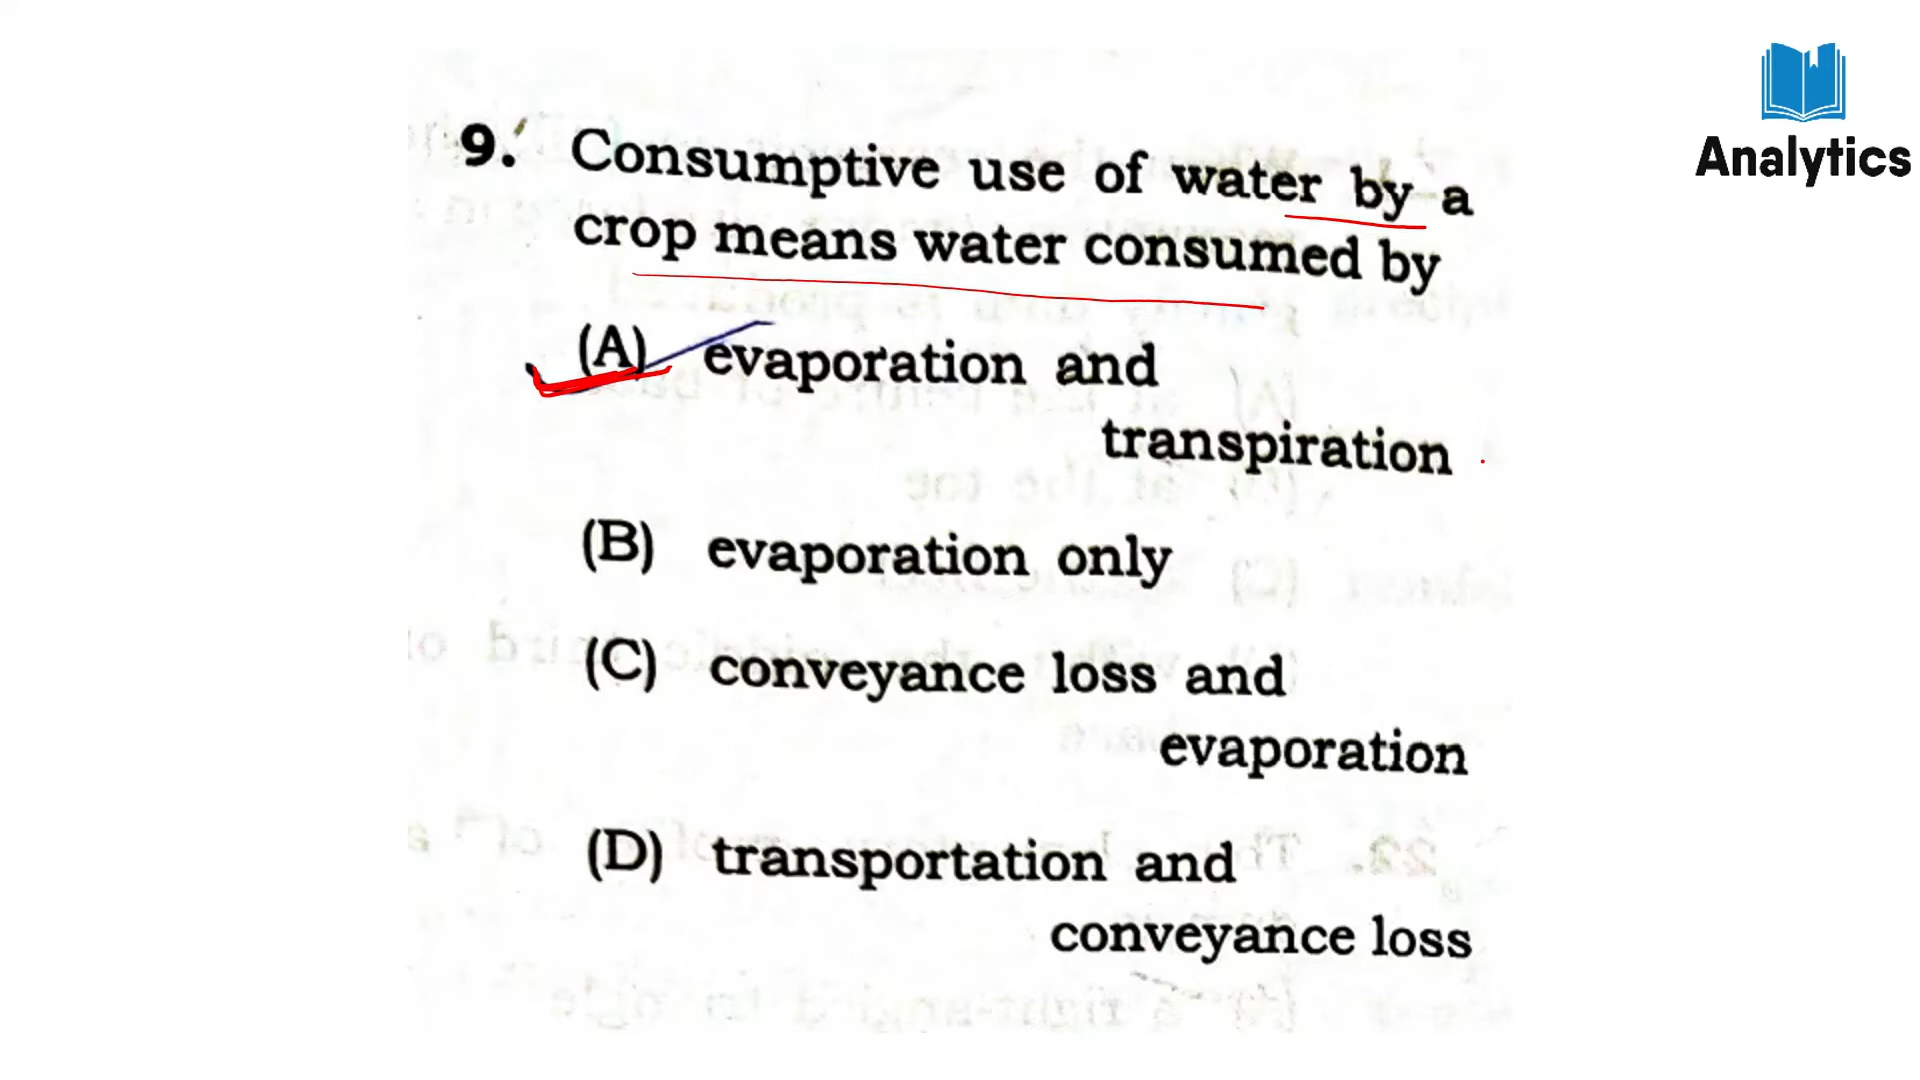 Analytics
9. Consumptive use of water by a
crop means water consumed by
(A) evaporation and
transpiration
(B) evaporation only
(C) conveyance loss and
evaporation
(D) transportation and
conveyance loss